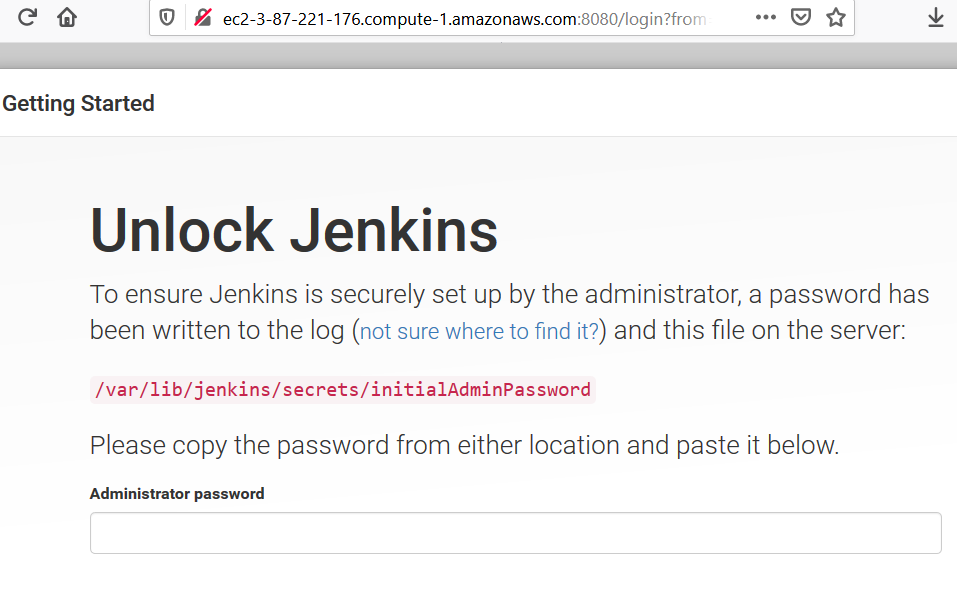 ec2-3-87-221-176.compute-1.amazonaws.com:8080/login?from
Getting Started
Unlock Jenkins
To ensure Jenkins is securely set up by the administrator, a password has
been written to the log (not sure where to find it?) and this file on the server:
/var/lib/jenkins/secrets/initialAdminPassword
Please copy the password from either location and paste it below.
Administrator password